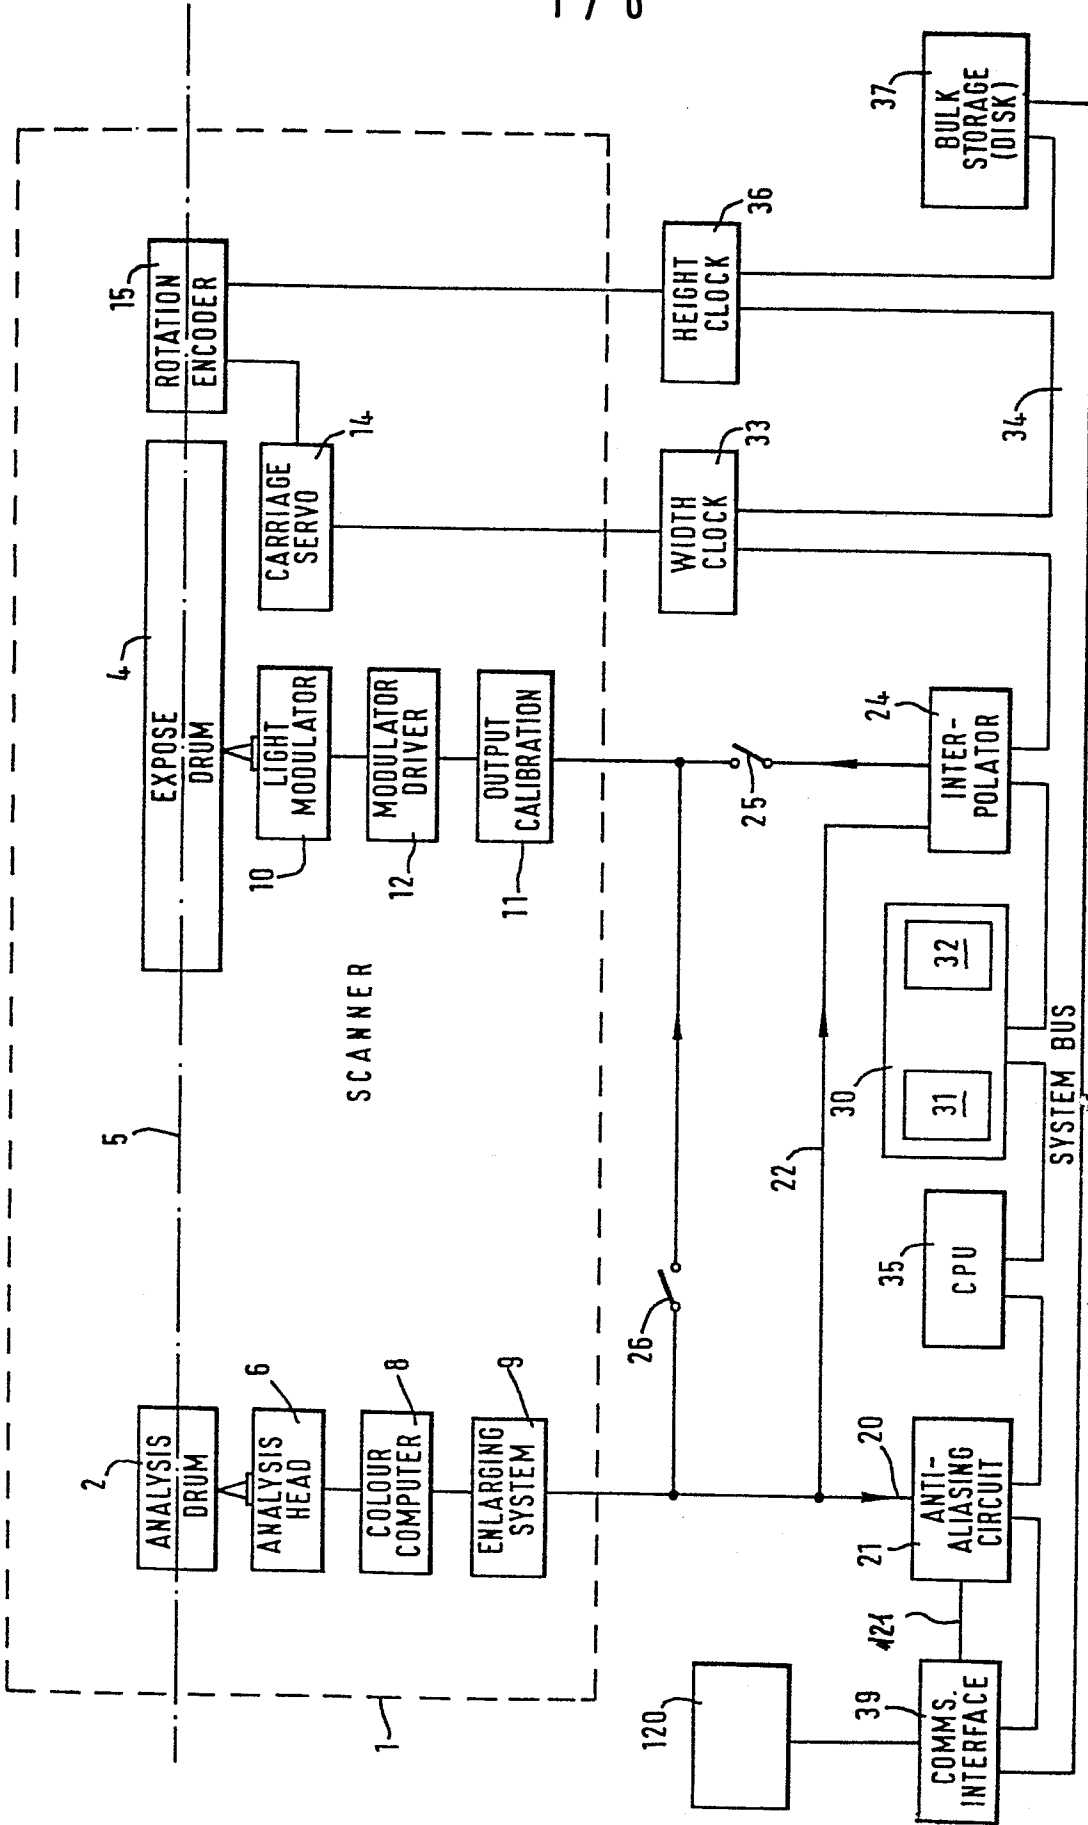 1 / 6
2
ANALYSIS
DRUM
6
ANALYSIS
HEAD
8
COLOUR
COMPUTER
9
ENLARGING
SYSTEM
1
5
SCANNER
4
EXPOSE
DRUM
10
LIGHT
MODULATOR
12
MODULATOR
DRIVER
11
OUTPUT
CALIBRATION
15
ROTATION
ENCODER
14
CARRIAGE
SERVO
26
25
22
20
33
WIDTH
CLOCK
36
HEIGHT
CLOCK
34
37
BULK
STORAGE
(DISK)
120
39
COMMS.
INTERFACE
121
21
ANTI-
ALIASING
CIRCUIT
35
CPU
30
31
32
24
INTER-
POLATOR
SYSTEM BUS